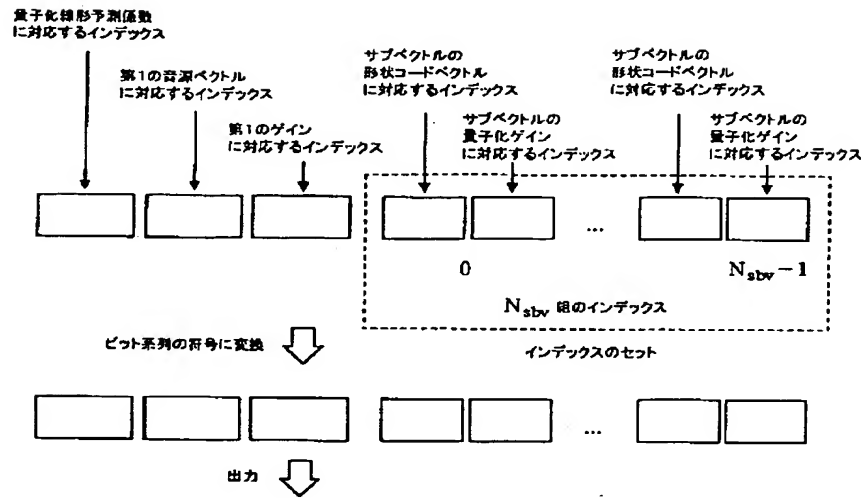 量子化線形予測係数
に対応するインデックス
第1の音源ベクトル
に対応するインデックス
第1のゲイン
に対応するインデックス
サブベクトルの
形状コードベクトル
に対応するインデックス
サブベクトルの
量子化ゲイン
に対応するインデックス
サブベクトルの
形状コードベクトル
に対応するインデックス
サブベクトルの
量子化ゲイン
に対応するインデックス
...
0
N_sbv−1
N_sbv 組のインデックス
ビット系列の符号に変換
インデックスのセット
...
出力